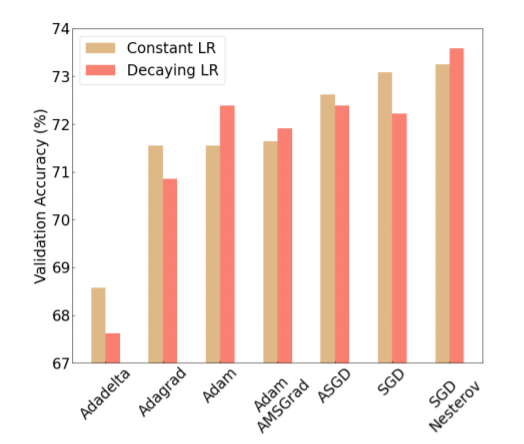 74
73
72
71
70
69
68
67
Validation Accuracy (%)
Constant LR
Decaying LR
Adadelta
Adagrad
Adam
Adam
AMSGrad
ASGD
SGD
SGD
Nesterov